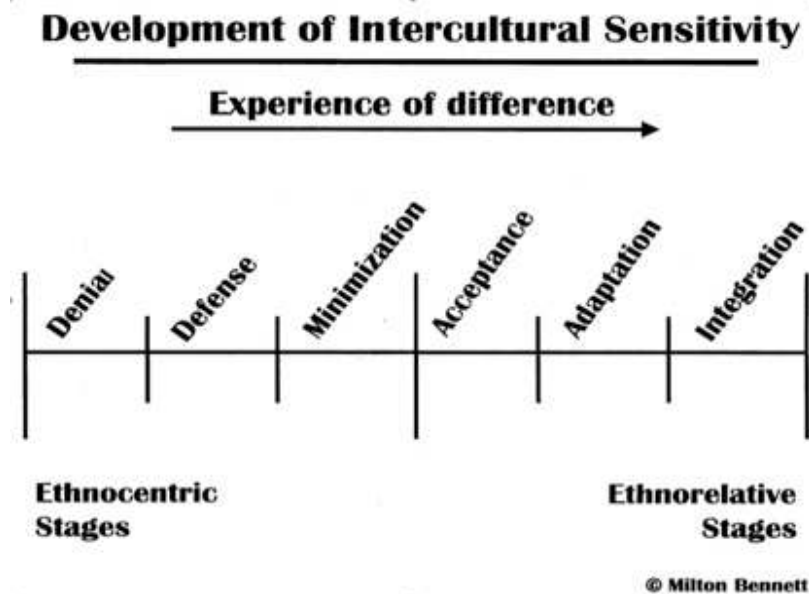 Development of Intercultural Sensitivity
Experience of difference
Denial
Defense
Minimization
Acceptance
Adaptation
Integration
Ethnocentric
Stages
Ethnorelative
Stages
© Milton Bennett